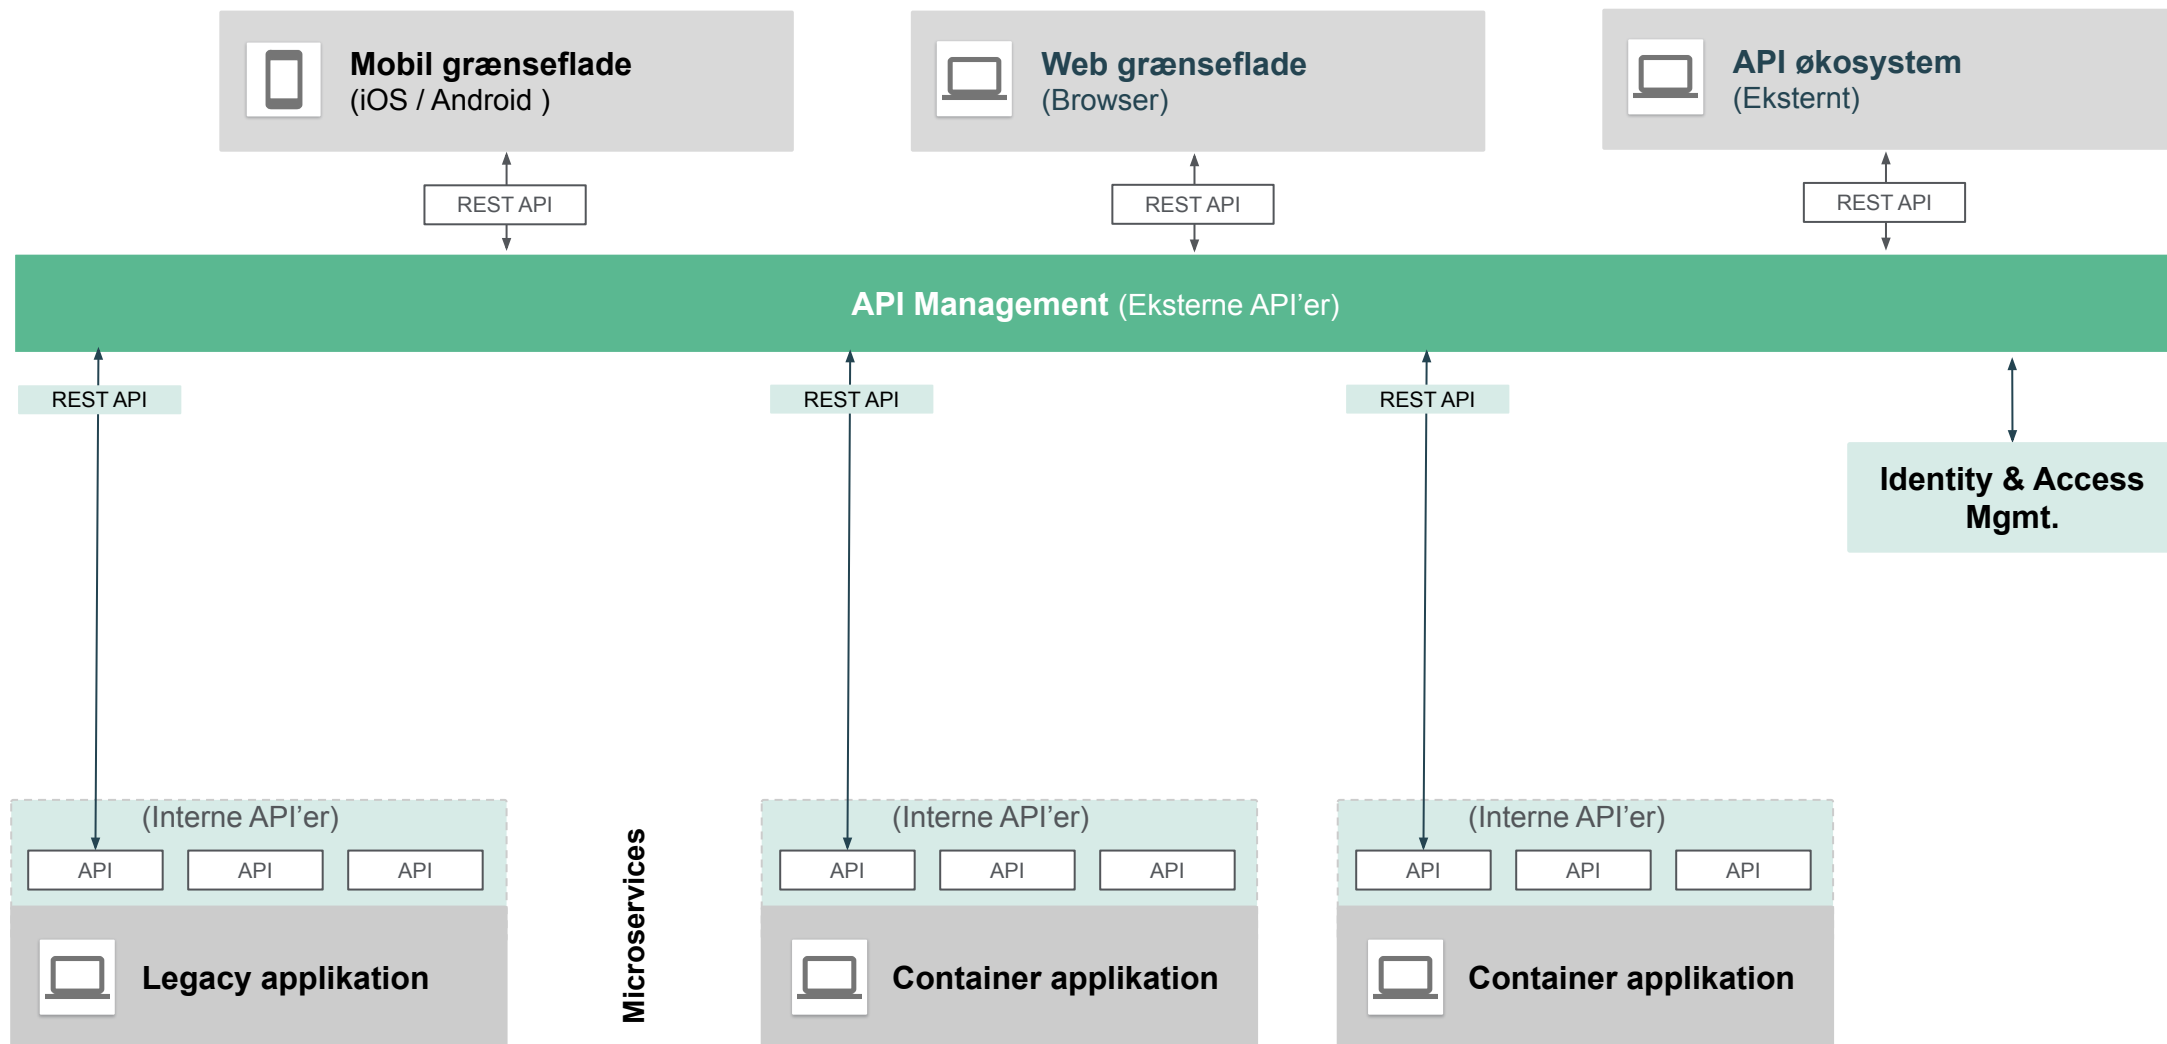 Mobil grænseflade
(iOS / Android )
Web grænseflade
(Browser)
API økosystem
(Eksternt)
REST API
REST API
REST API
API Management (Eksterne API’er)
REST API
REST API
REST API
Identity & Access
Mgmt.
(Interne API’er)
API
API
API
Legacy applikation
Microservices
(Interne API’er)
API
API
API
Container applikation
(Interne API’er)
API
API
API
Container applikation